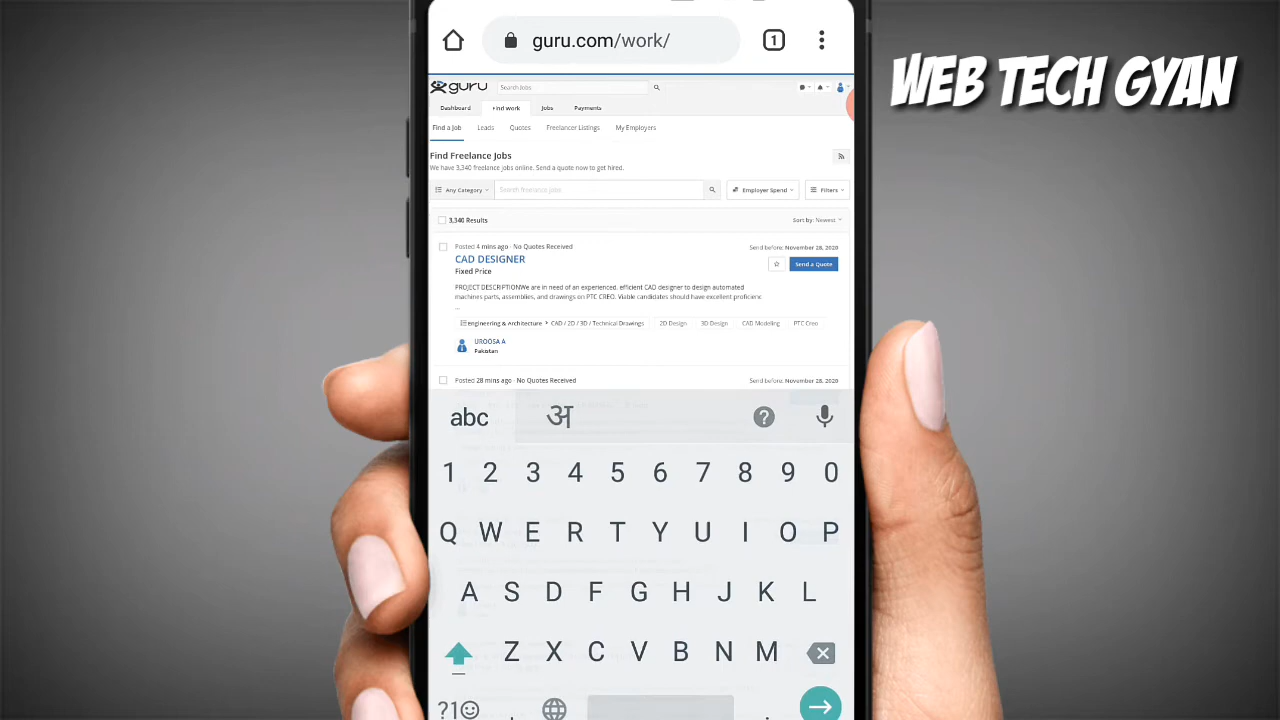 guru.com/work/
1
WEB TECH GYAN
guru
Search Jobs
Dashboard
Find Work
Jobs
Payments
Find a Job
Leads
Quotes
Freelancer Listings
My Employers
Find Freelance Jobs
We have 3,340 freelance jobs online. Send a quote now to get hired.
Any Category
Search freelance jobs
Employer Spend
Filters
3,340 Results
Sort by: Newest
Posted 4 mins ago · No Quotes Received
Send before: November 28, 2020
CAD DESIGNER
Send a Quote
Fixed Price
PROJECT DESCRIPTIONWe are in need of an experienced, efficient CAD designer to design automated
machines parts, assemblies, and drawings on PTC CREO. Viable candidates should have excellent proficienc
...
Engineering & Architecture > CAD / 2D / 3D / Technical Drawings
2D Design
3D Design
CAD Modeling
PTC Creo
UROOSA A
Pakistan
Posted 28 mins ago · No Quotes Received
Send before: November 28, 2020
abc
अ
?
1 2 3 4 5 6 7 8 9 0
Q W E R T Y U I O P
A S D F G H J K L
Z X C V B N M
?1